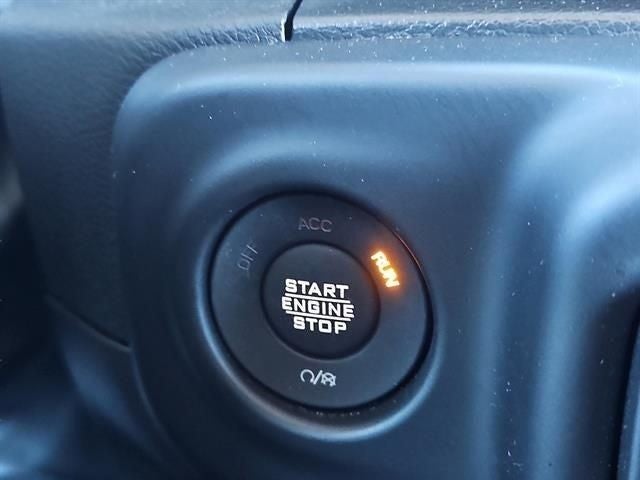 ACC
OFF
RUN
START
ENGINE
STOP